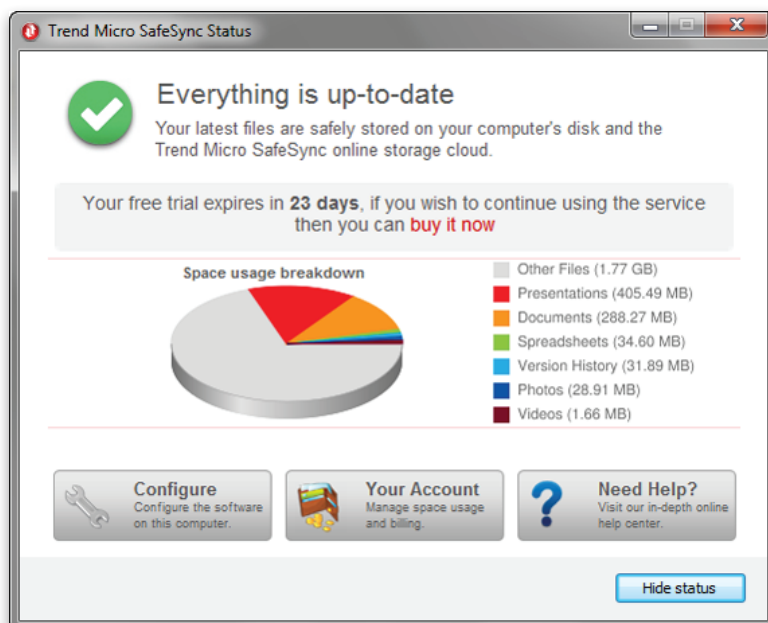 Trend Micro SafeSync Status
Everything is up-to-date
Your latest files are safely stored on your computer's disk and the
Trend Micro SafeSync online storage cloud.
Your free trial expires in 23 days, if you wish to continue using the service
then you can buy it now
Space usage breakdown
Other Files (1.77 GB)
Presentations (405.49 MB)
Documents (288.27 MB)
Spreadsheets (34.60 MB)
Version History (31.89 MB)
Photos (28.91 MB)
Videos (1.66 MB)
Configure
Configure the software
on this computer.
Your Account
Manage space usage
and billing.
Need Help?
Visit our in-depth online
help center.
Hide status